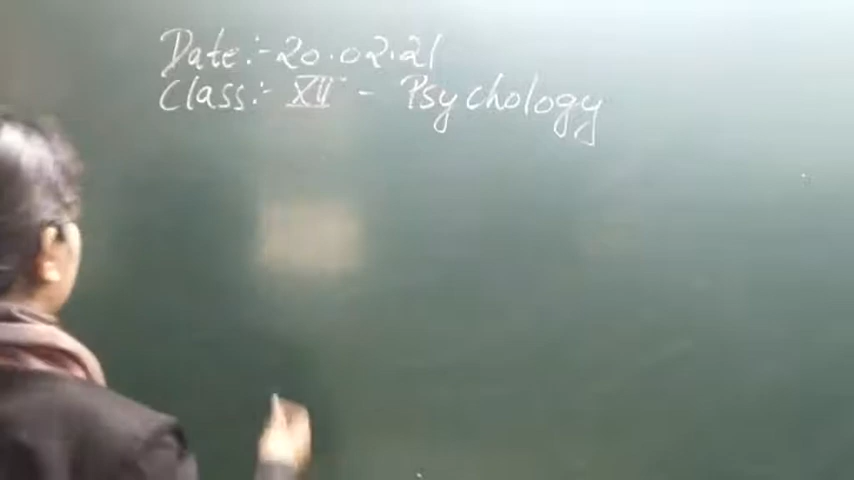 Date:- 20.02.21
Class:- XII - Psychology